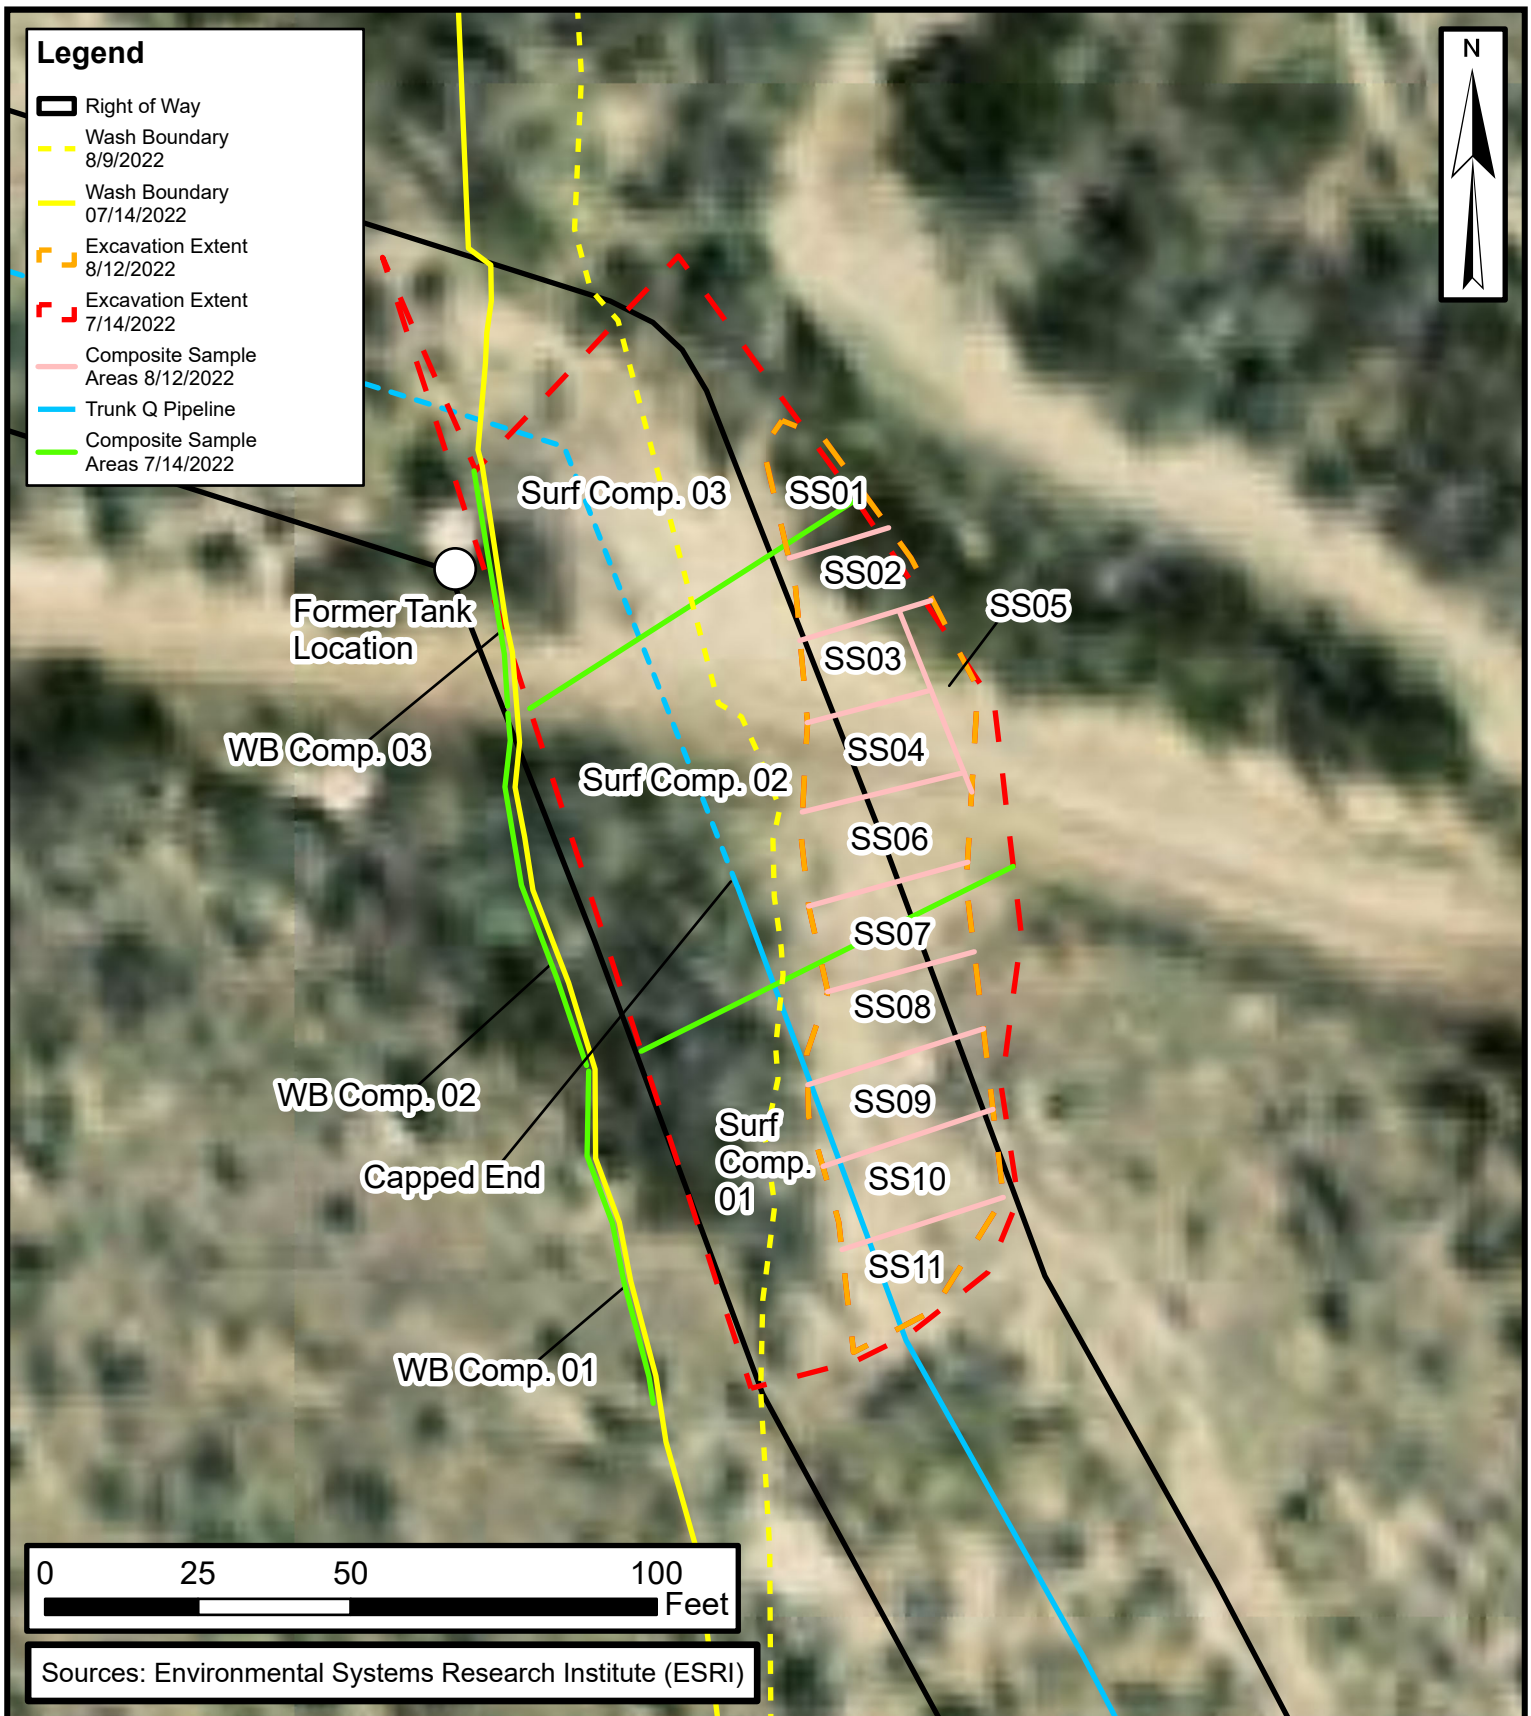 Legend
Right of Way
Wash Boundary
8/9/2022
Wash Boundary
07/14/2022
Excavation Extent
8/12/2022
Excavation Extent
7/14/2022
Composite Sample
Areas 8/12/2022
Trunk Q Pipeline
Composite Sample
Areas 7/14/2022
N
Surf Comp. 03
SS01
SS02
SS05
Former Tank
Location
SS03
WB Comp. 03
SS04
Surf Comp. 02
SS06
SS07
SS08
WB Comp. 02
SS09
Surf
Comp.
01
Capped End
SS10
SS11
WB Comp. 01
0 25 50 100
Feet
Sources: Environmental Systems Research Institute (ESRI)